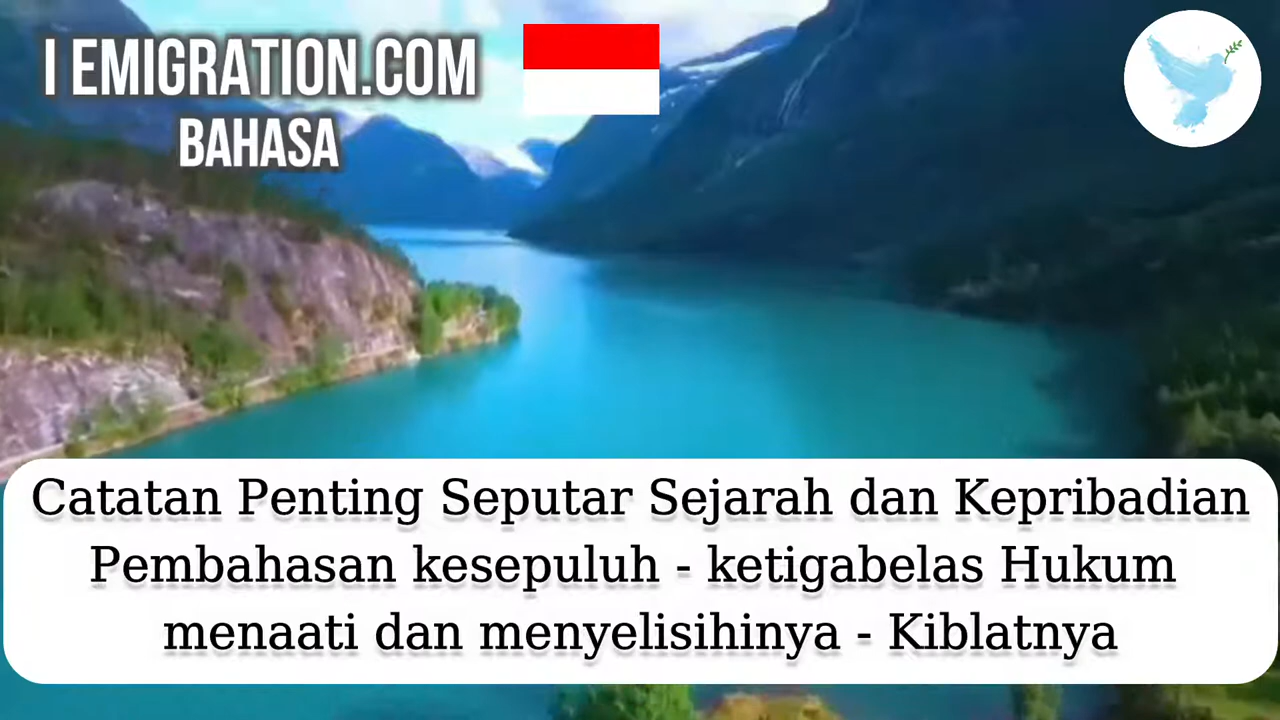 I EMIGRATION.COM
BAHASA
Catatan Penting Seputar Sejarah dan Kepribadian
Pembahasan kesepuluh - ketigabelas Hukum
menaati dan menyelisihinya - Kiblatnya